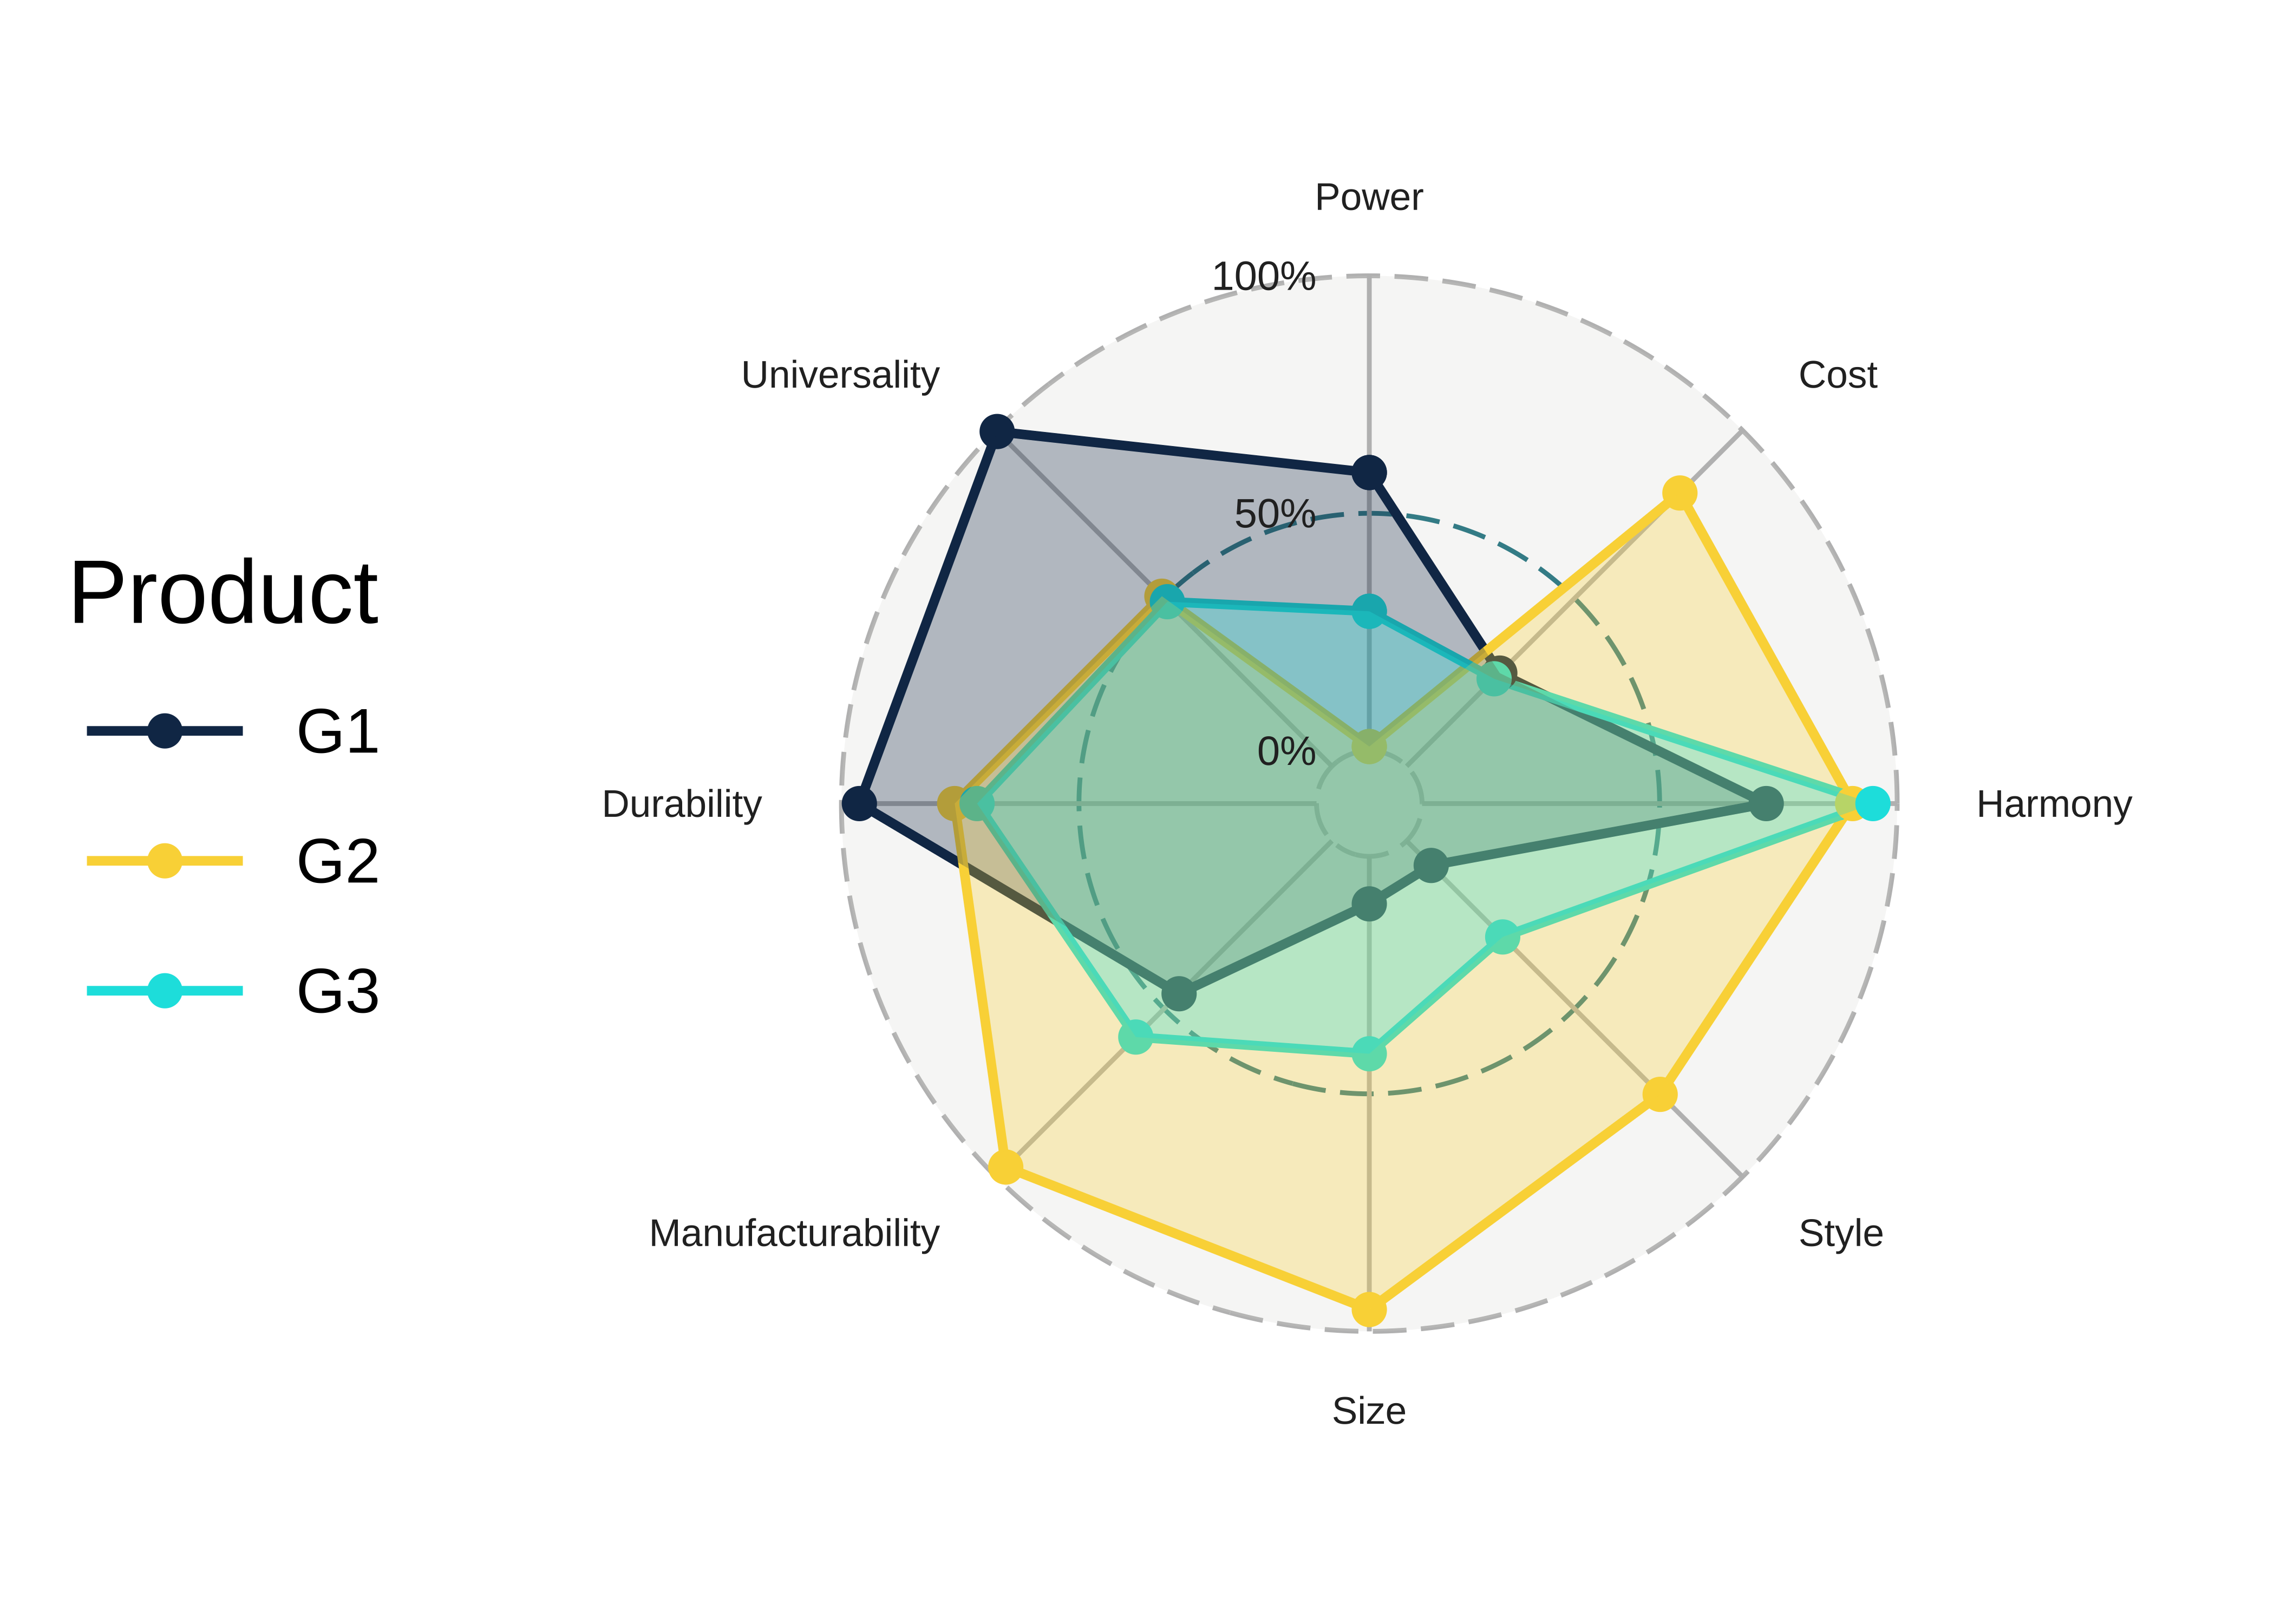 Product
G1
G2
G3
Power
100%
Universality
Cost
50%
0%
Durability
Harmony
Manufacturability
Style
Size